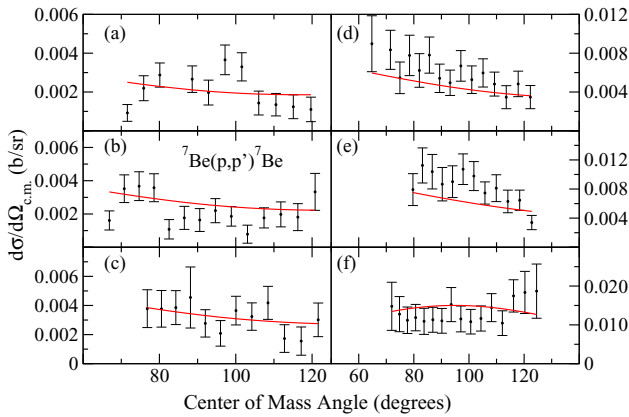 0.006
(a)
(d)
0.012
0.004
0.008
0.002
0.004
0.006
(b)
⁷Be(p,p’)⁷Be
(e)
0.012
0.004
0.008
0.002
0.004
0.006
(c)
(f)
0.020
0.004
0.010
0.002
0
80
100
120
80
100
120
0
dσ/dΩc.m. (b/sr)
Center of Mass Angle (degrees)